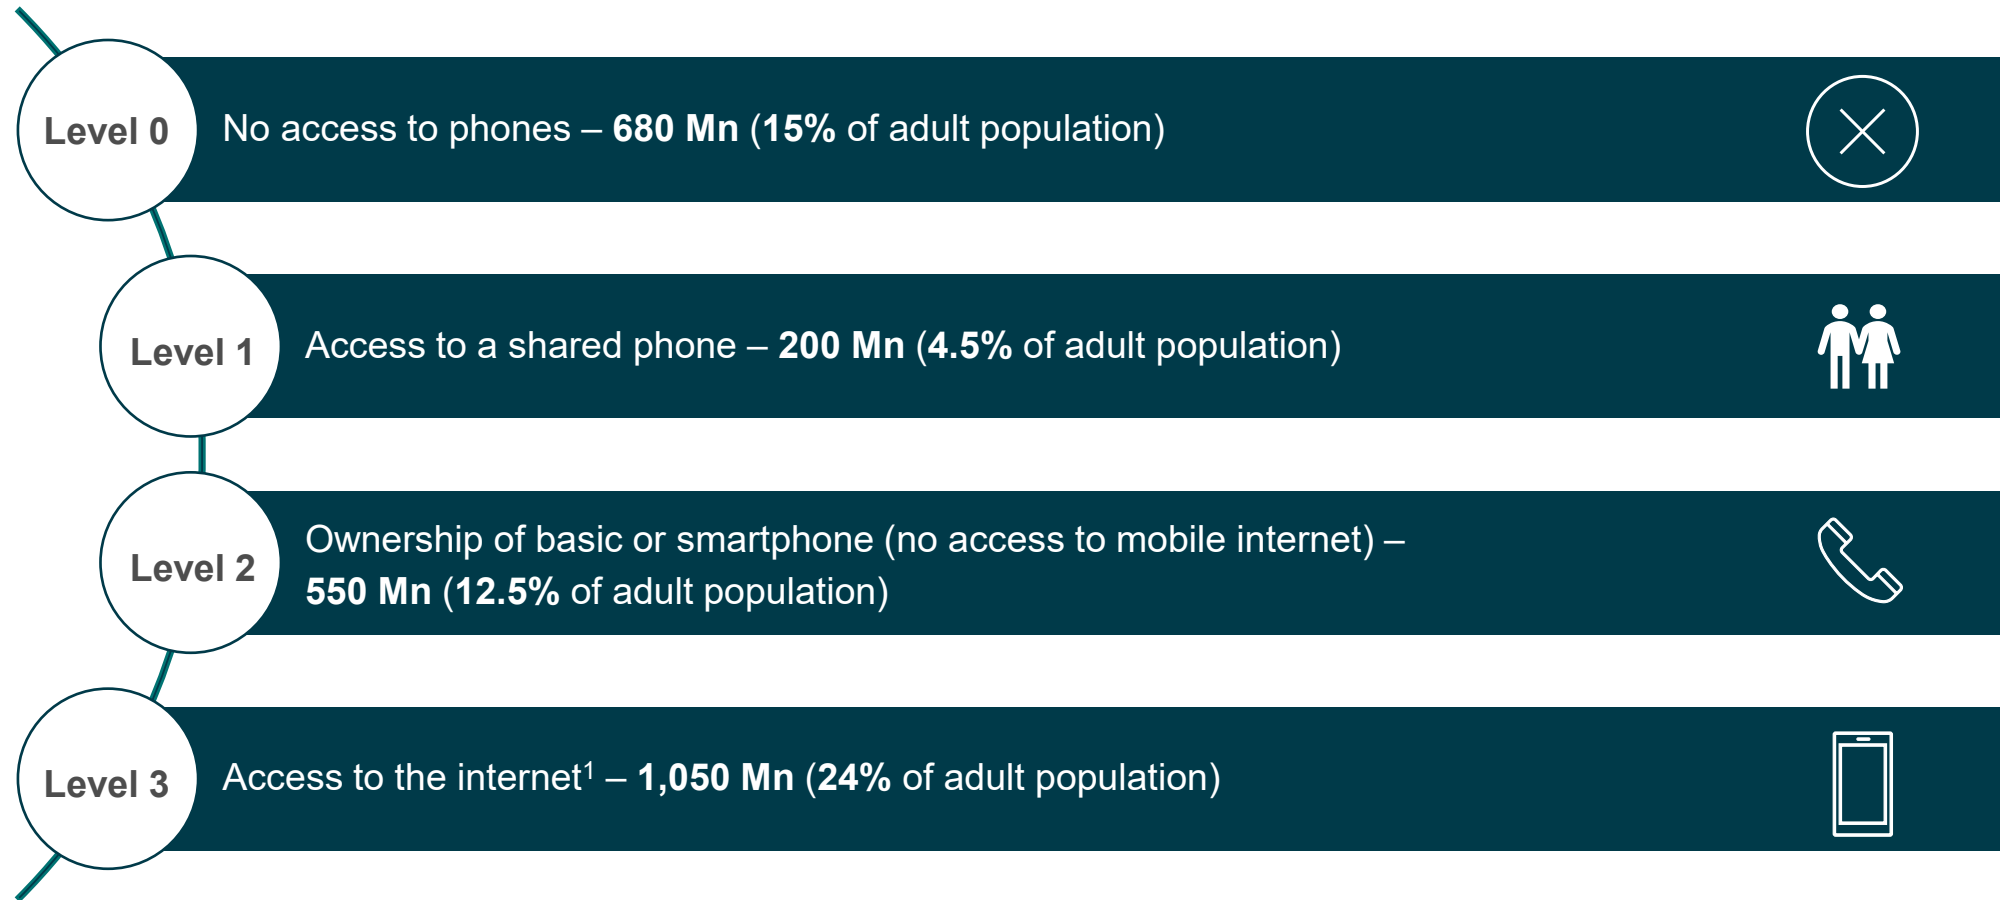 Level 0
No access to phones – 680 Mn (15% of adult population)
Level 1
Access to a shared phone – 200 Mn (4.5% of adult population)
Level 2
Ownership of basic or smartphone (no access to mobile internet) –
550 Mn (12.5% of adult population)
Level 3
Access to the internet¹ – 1,050 Mn (24% of adult population)